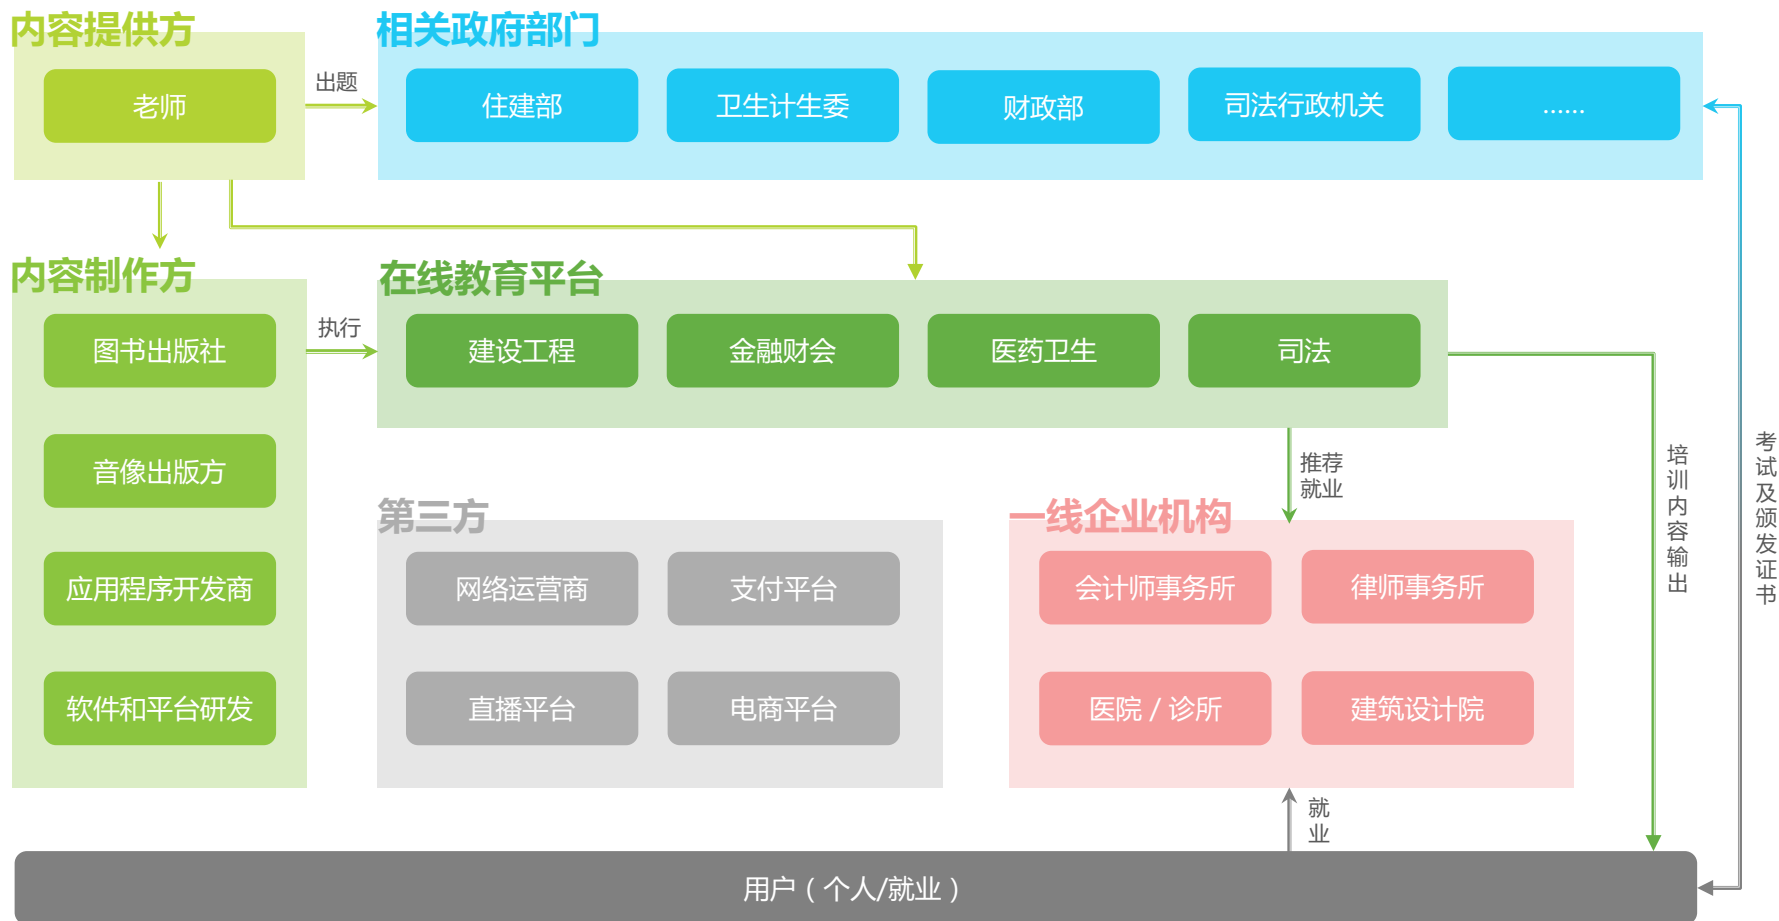 内容提供方
老师
出题
相关政府部门
住建部
卫生计生委
财政部
司法行政机关
......
内容制作方
图书出版社
音像出版方
应用程序开发商
软件和平台研发
执行
在线教育平台
建设工程
金融财会
医药卫生
司法
推荐
就业
培训内容输出
考试及颁发证书
第三方
网络运营商
支付平台
直播平台
电商平台
一线企业机构
会计师事务所
律师事务所
医院 / 诊所
建筑设计院
就业
用户（个人/就业）